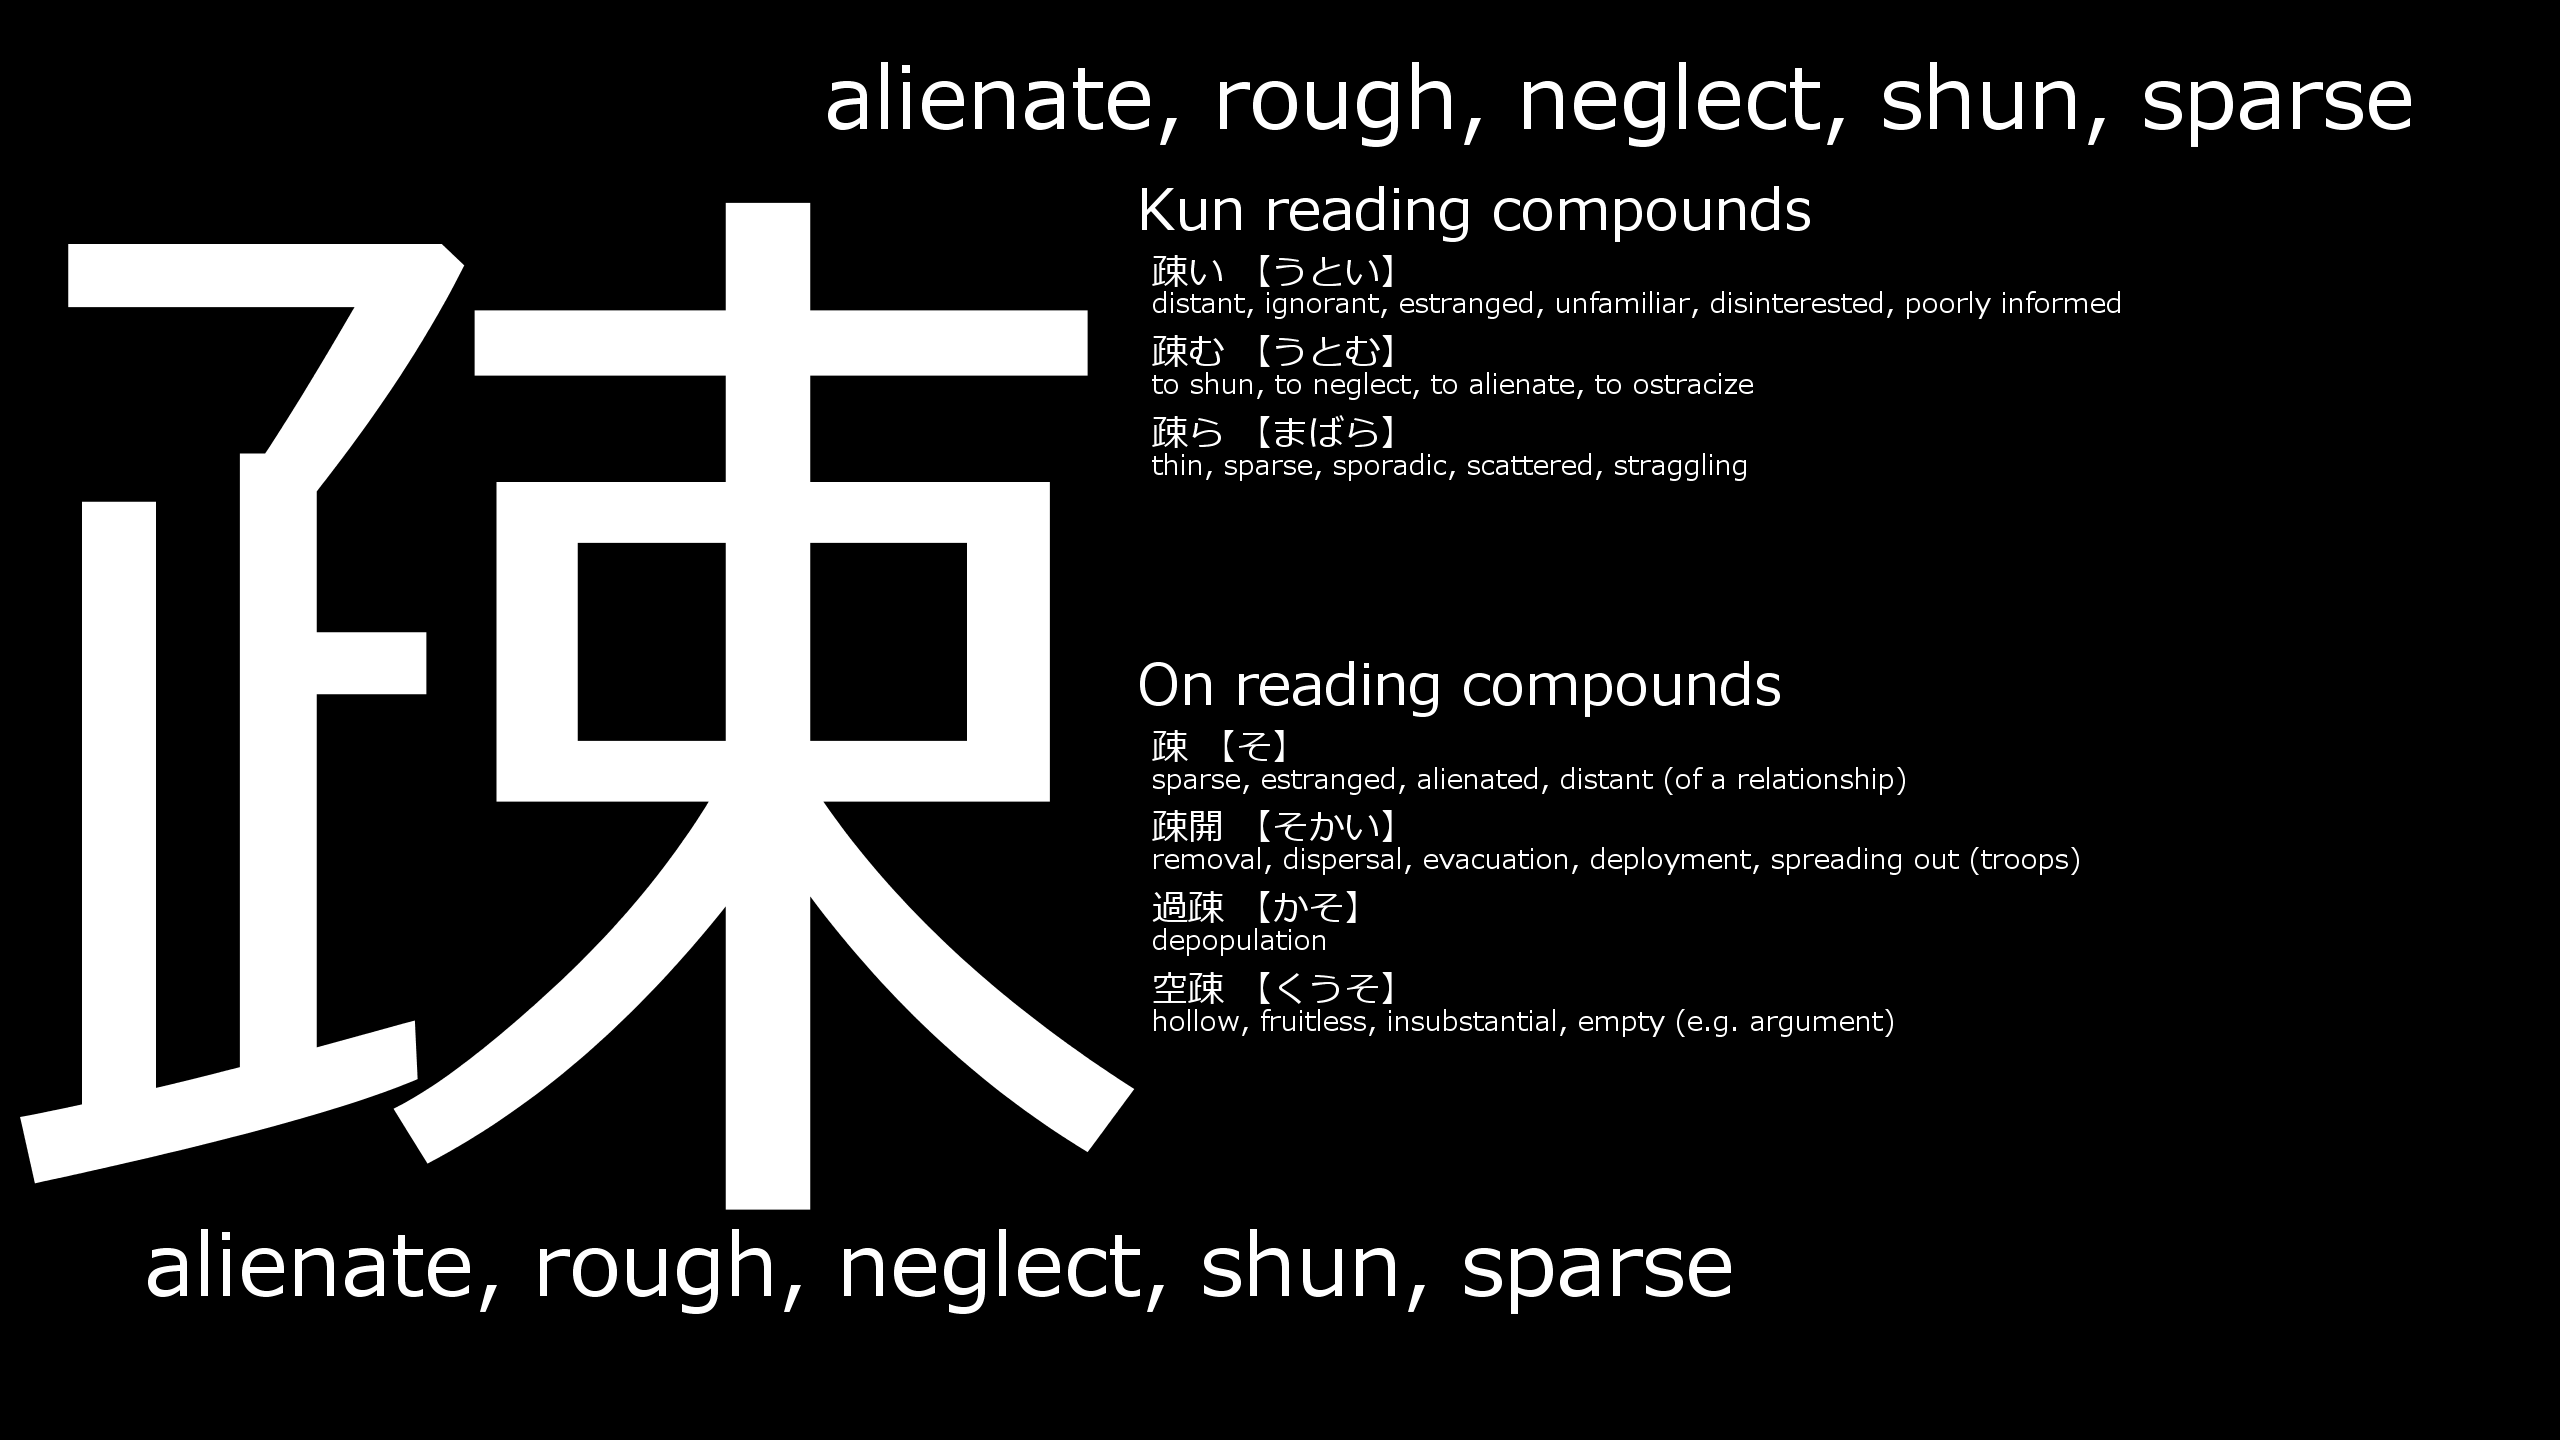 alienate, rough, neglect, shun, sparse
疎
Kun reading compounds
疎い 【うとい】
distant, ignorant, estranged, unfamiliar, disinterested, poorly informed
疎む 【うとむ】
to shun, to neglect, to alienate, to ostracize
疎ら 【まばら】
thin, sparse, sporadic, scattered, straggling
On reading compounds
疎 【そ】
sparse, estranged, alienated, distant (of a relationship)
疎開 【そかい】
removal, dispersal, evacuation, deployment, spreading out (troops)
過疎 【かそ】
depopulation
空疎 【くうそ】
hollow, fruitless, insubstantial, empty (e.g. argument)
alienate, rough, neglect, shun, sparse